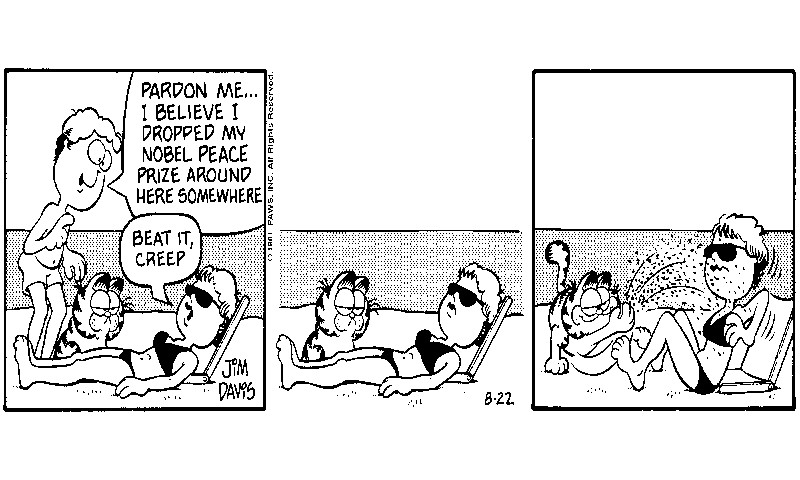 PARDON ME...
I BELIEVE I
DROPPED MY
NOBEL PEACE
PRIZE AROUND
HERE SOMEWHERE
BEAT IT,
CREEP
JIM
DAVIS
PAWS, INC. All Rights Reserved.
8-22